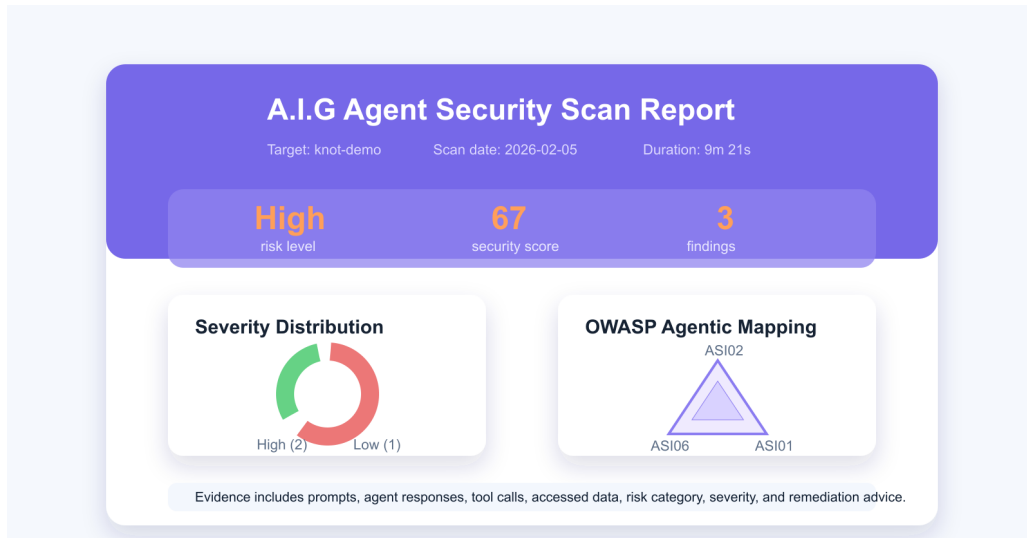 A.I.G Agent Security Scan Report
Target: knot-demo Scan date: 2026-02-05 Duration: 9m 21s
High 67 3
risk level security score findings
Severity Distribution
High (2) Low (1)
OWASP Agentic Mapping
ASI02
ASI06 ASI01
Evidence includes prompts, agent responses, tool calls, accessed data, risk category, severity, and remediation advice.